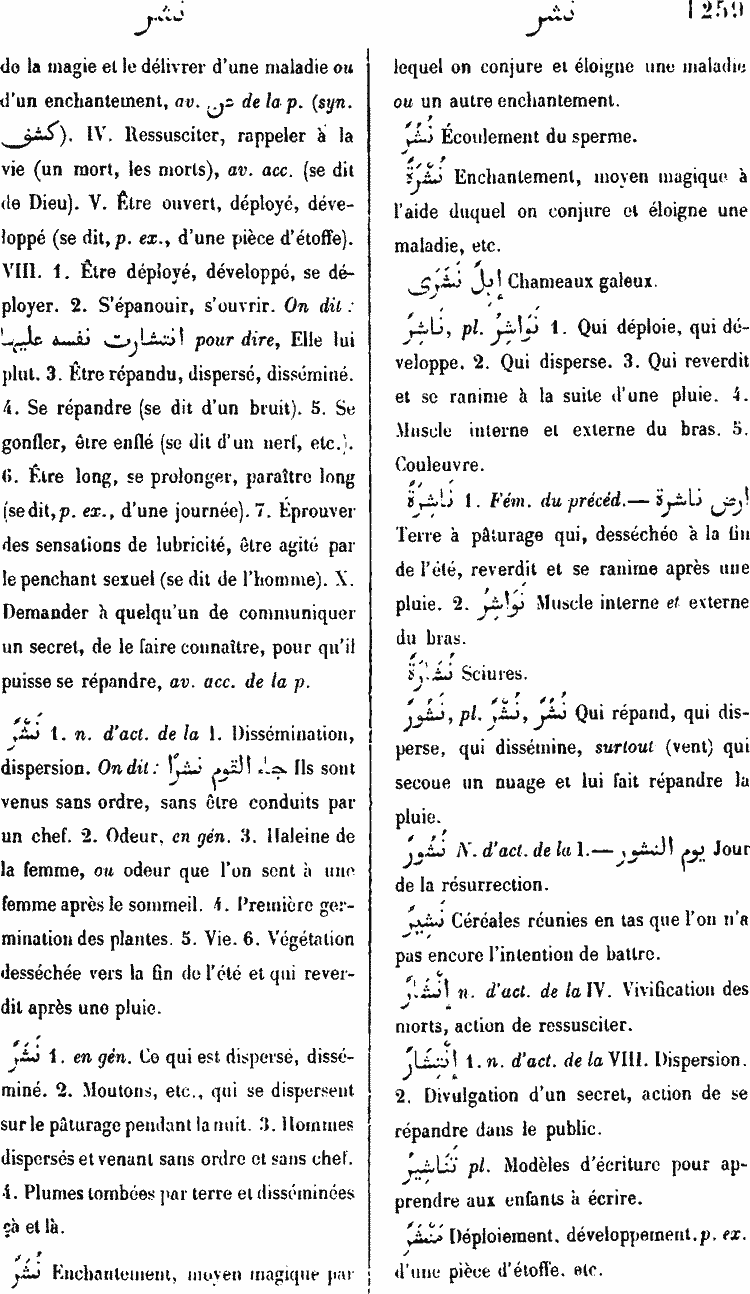 نشر نشر 1259
de la magie et le délivrer d'une maladie ou
d'un enchantement, av. عن de la p. (syn.
كشف). IV. Ressusciter, rappeler à la
vie (un mort, les morts), av. acc. (se dit
de Dieu). V. Être ouvert, déployé, déve-
loppé (se dit, p. ex., d'une pièce d'étoffe).
VIII. 1. Être déployé, développé, se dé-
ployer. 2. S'épanouir, s'ouvrir. On dit :
انتشارت نفسه عليها pour dire, Elle lui
plut. 3. Être répandu, dispersé, disséminé.
4. Se répandre (se dit d'un bruit). 5. Se
gonfler, être enflé (se dit d'un nerf, etc.).
6. Être long, se prolonger, paraître long
(se dit, p. ex., d'une journée). 7. Éprouver
des sensations de lubricité, être agité par
le penchant sexuel (se dit de l'homme). X.
Demander à quelqu'un de communiquer
un secret, de le faire connaître, pour qu'il
puisse se répandre, av. acc. de la p.
نَشْرٌ 1. n. d'act. de la I. Dissémination,
dispersion. On dit : جاء القوم نشرًا Ils sont
venus sans ordre, sans être conduits par
un chef. 2. Odeur, en gén. 3. Haleine de
la femme, ou odeur que l'on sent à une
femme après le sommeil. 4. Première ger-
mination des plantes. 5. Vie. 6. Végétation
desséchée vers la fin de l'été et qui rever-
dit après une pluie.
نَشَرٌ 1. en gén. Ce qui est dispersé, dissé-
miné. 2. Moutons, etc., qui se dispersent
sur le pâturage pendant la nuit. 3. Hommes
dispersés et venant sans ordre et sans chef.
4. Plumes tombées par terre et disséminées
çà et là.
نُشَرٌ Enchantement, moyen magique par
lequel on conjure et éloigne une maladie
ou un autre enchantement.
نُشُرٌ Écoulement du sperme.
نُشْرَةٌ Enchantement, moyen magique à
l'aide duquel on conjure et éloigne une
maladie, etc.
إبِلٌ نَشَرَى Chameaux galeux.
نَاشِرٌ, pl. نَوَاشِرُ 1. Qui déploie, qui dé-
veloppe. 2. Qui disperse. 3. Qui reverdit
et se ranime à la suite d'une pluie. 4.
Muscle interne et externe du bras. 5.
Couleuvre.
نَاشِرَةٌ 1. Fém. du précéd.— ارض ناشرة
Terre à pâturage qui, desséchée à la fin
de l'été, reverdit et se ranime après une
pluie. 2. نَوَاشِرُ Muscle interne et externe
du bras.
نُشَارَةٌ Sciures.
نَشُورٌ, pl. نُشْرٌ, نُشُرٌ Qui répand, qui dis-
perse, qui dissémine, surtout (vent) qui
secoue un nuage et lui fait répandre la
pluie.
نُشُورٌ N. d'act. de la I.— يوم النشور Jour
de la résurrection.
نَشِيرٌ Céréales réunies en tas que l'on n'a
pas encore l'intention de battre.
إِنْشَارٌ n. d'act. de la IV. Vivification des
morts, action de ressusciter.
إِنْتِشَارٌ 1. n. d'act. de la VIII. Dispersion.
2. Divulgation d'un secret, action de se
répandre dans le public.
تَنَاشِيرُ pl. Modèles d'écriture pour ap-
prendre aux enfants à écrire.
مَنْشَرٌ Déploiement, développement, p. ex.
d'une pièce d'étoffe, etc.